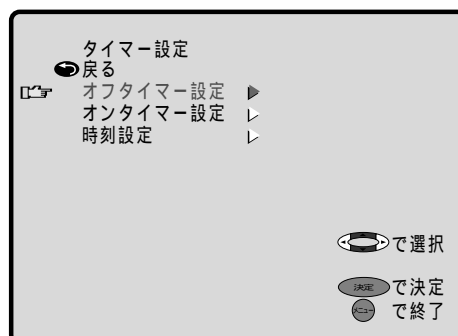 タイマー設定
戻る
オフタイマー設定
オンタイマー設定
時刻設定
で選択
決定 で決定
メニュー で終了